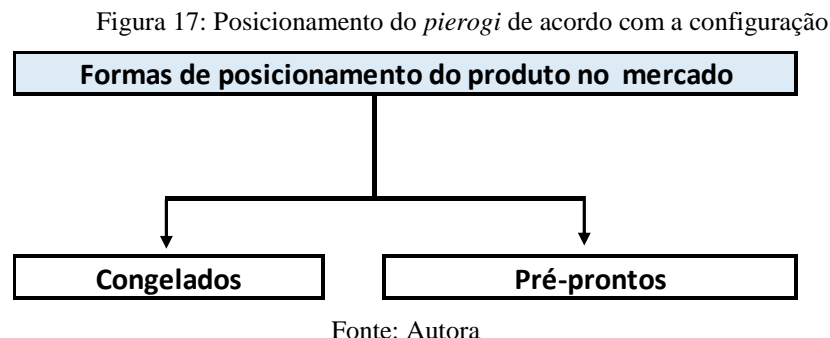 Figura 17: Posicionamento do pierogi de acordo com a configuração
Formas de posicionamento do produto no mercado
Congelados
Pré-prontos
Fonte: Autora